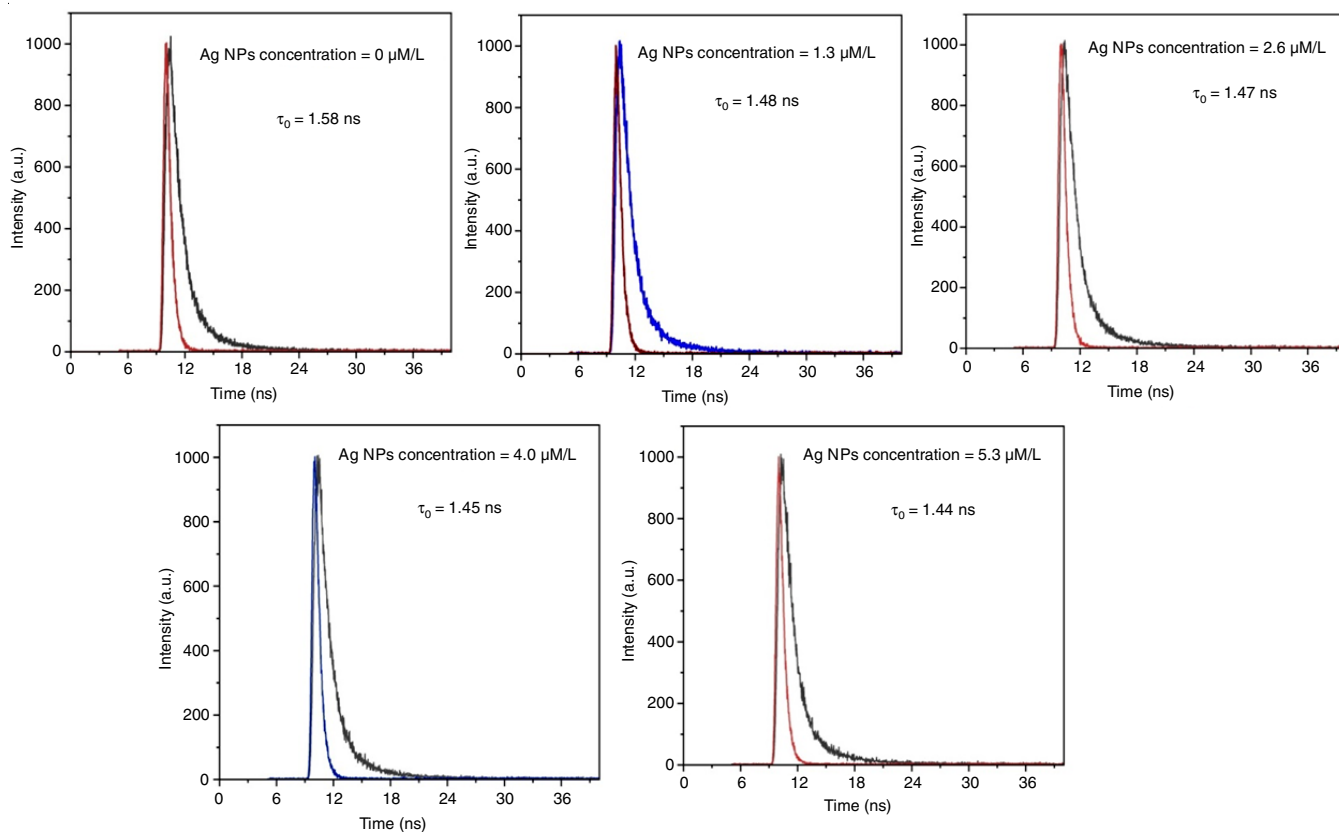 Ag NPs concentration = 0 µM/L
τ0 = 1.58 ns
1000
800
600
400
200
0
Intensity (a.u.)
0 6 12 18 24 30 36
Time (ns)
Ag NPs concentration = 1.3 µM/L
τ0 = 1.48 ns
1000
800
600
400
200
0
Intensity (a.u.)
0 6 12 18 24 30 36
Time (ns)
Ag NPs concentration = 2.6 µM/L
τ0 = 1.47 ns
1000
800
600
400
200
0
Intensity (a.u.)
0 6 12 18 24 30 36
Time (ns)
Ag NPs concentration = 4.0 µM/L
τ0 = 1.45 ns
1000
800
600
400
200
0
Intensity (a.u.)
0 6 12 18 24 30 36
Time (ns)
Ag NPs concentration = 5.3 µM/L
τ0 = 1.44 ns
1000
800
600
400
200
0
Intensity (a.u.)
0 6 12 18 24 30 36
Time (ns)